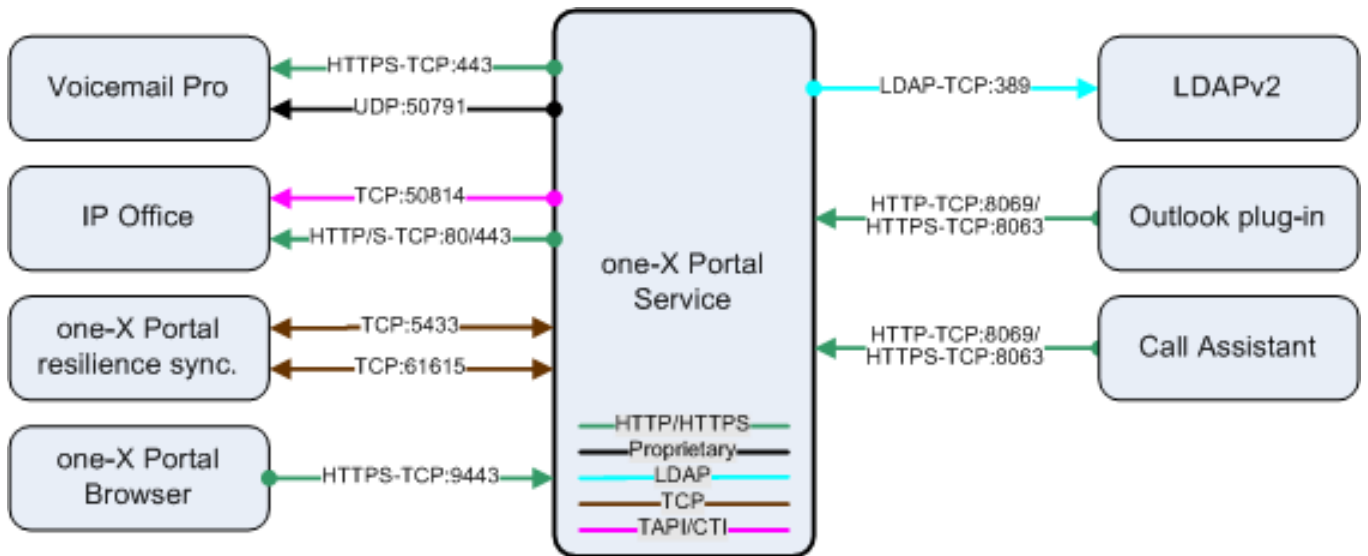 Voicemail Pro
HTTPS-TCP:443
UDP:50791
IP Office
TCP:50814
HTTP/S-TCP:80/443
one-X Portal
resilience sync.
TCP:5433
TCP:61615
one-X Portal
Browser
HTTPS-TCP:9443
one-X Portal
Service
HTTP/HTTPS
Proprietary
LDAP
TCP
TAPI/CTI
LDAP-TCP:389
LDAPv2
HTTP-TCP:8069/
HTTPS-TCP:8063
Outlook plug-in
HTTP-TCP:8069/
HTTPS-TCP:8063
Call Assistant